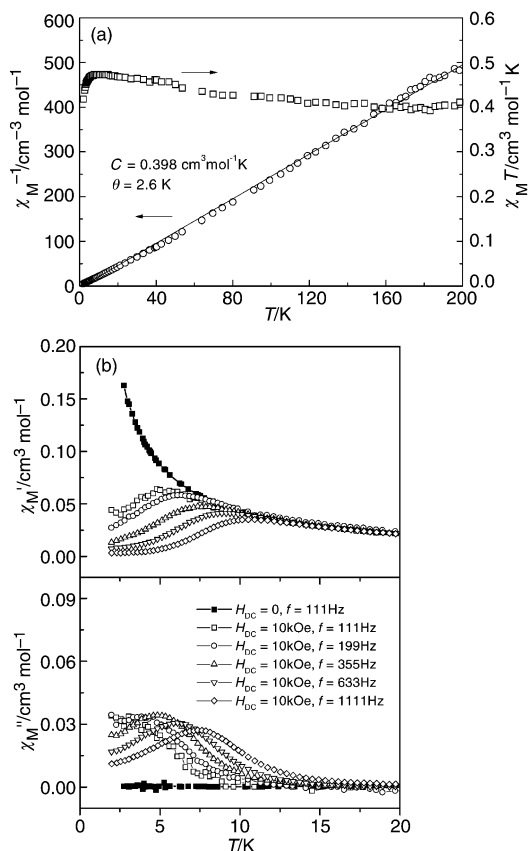 (a)
600
500
400
300
200
100
0
χM−1/cm−3 mol−1
0.6
0.5
0.4
0.3
0.2
0.1
0.0
χMT/cm3 mol−1 K
C = 0.398 cm3mol−1K
θ = 2.6 K
0 40 80 120 160 200
T/K
(b)
0.20
0.15
0.10
0.05
0.00
χM'/cm3 mol−1
0.09
0.06
0.03
0.00
χM''/cm3 mol−1
HDC = 0, f = 111Hz
HDC = 10kOe, f = 111Hz
HDC = 10kOe, f = 199Hz
HDC = 10kOe, f = 355Hz
HDC = 10kOe, f = 633Hz
HDC = 10kOe, f = 1111Hz
0 5 10 15 20
T/K